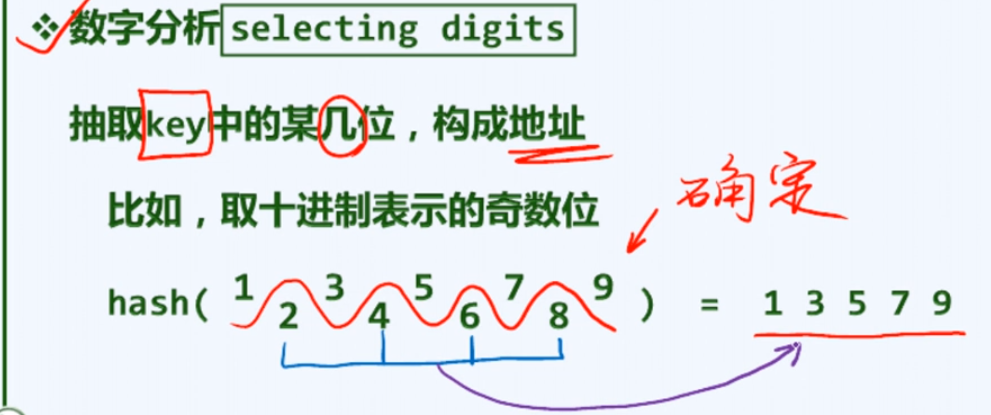 ❖ 数字分析 selecting digits
抽取key中的某几位，构成地址
比如，取十进制表示的奇数位
确定
hash( 1 2 3 4 5 6 7 8 9 ) = 1 3 5 7 9